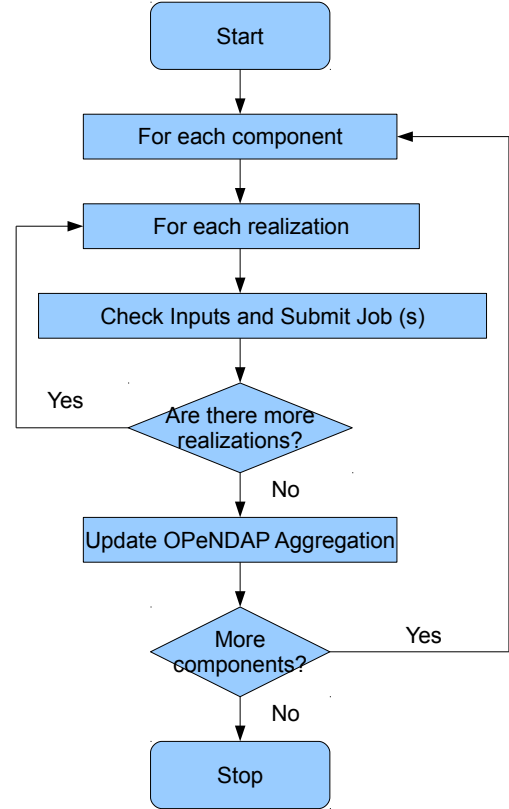 Start
For each component
For each realization
Check Inputs and Submit Job (s)
Yes
Are there more
realizations?
No
Update OPeNDAP Aggregation
More
components?
Yes
No
Stop